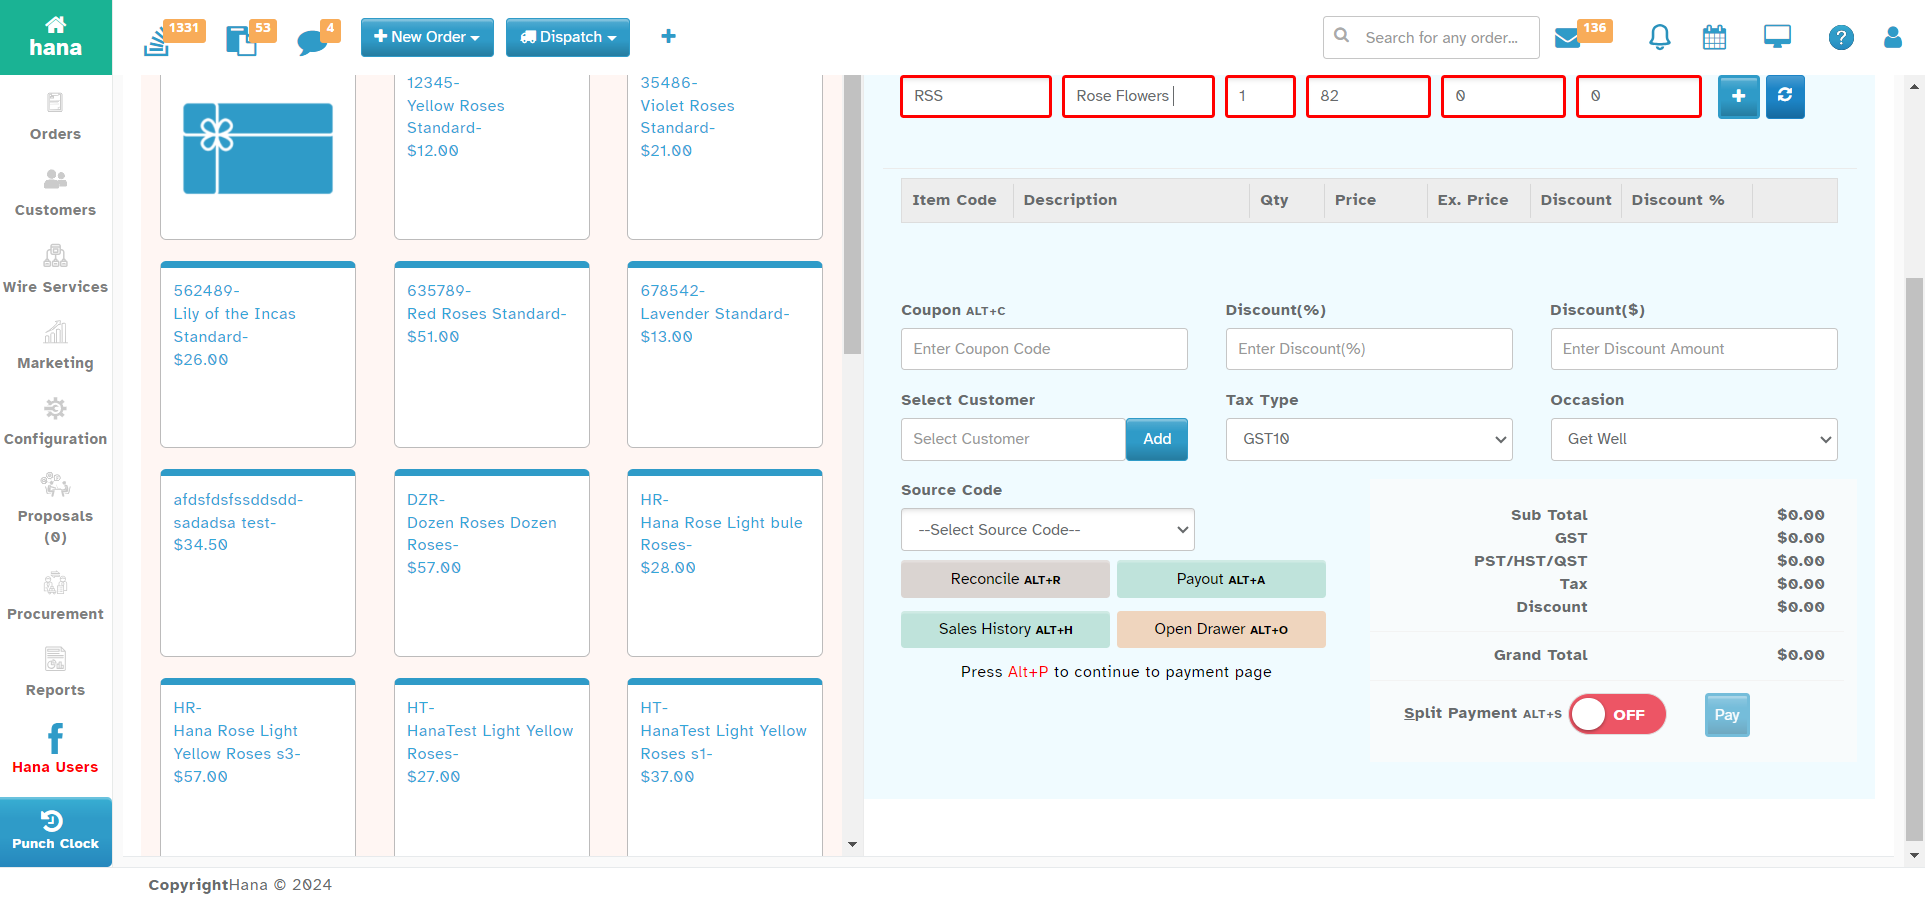 hana
1331
53
4
New Order
Dispatch
Search for any order...
136
Orders
Customers
Wire Services
Marketing
Configuration
Proposals
(0)
Procurement
Reports
Hana Users
Punch Clock
12345-
Yellow Roses
Standard-
$12.00
35486-
Violet Roses
Standard-
$21.00
562489-
Lily of the Incas
Standard-
$26.00
635789-
Red Roses Standard-
$51.00
678542-
Lavender Standard-
$13.00
afdsfdsfssddsdd-
sadadsa test-
$34.50
DZR-
Dozen Roses Dozen
Roses-
$57.00
HR-
Hana Rose Light bule
Roses-
$28.00
HR-
Hana Rose Light
Yellow Roses s3-
$57.00
HT-
HanaTest Light Yellow
Roses-
$27.00
HT-
HanaTest Light Yellow
Roses s1-
$37.00
RSS
Rose Flowers
1
82
0
0
Item Code Description Qty Price Ex. Price Discount Discount %
Coupon ALT+C
Enter Coupon Code
Discount(%)
Enter Discount(%)
Discount($)
Enter Discount Amount
Select Customer
Select Customer
Add
Tax Type
GST10
Occasion
Get Well
Source Code
--Select Source Code--
Reconcile ALT+R
Payout ALT+A
Sales History ALT+H
Open Drawer ALT+O
Press Alt+P to continue to payment page
Sub Total $0.00
GST $0.00
PST/HST/QST $0.00
Tax $0.00
Discount $0.00
Grand Total $0.00
Split Payment ALT+S
OFF
Pay
CopyrightHana © 2024